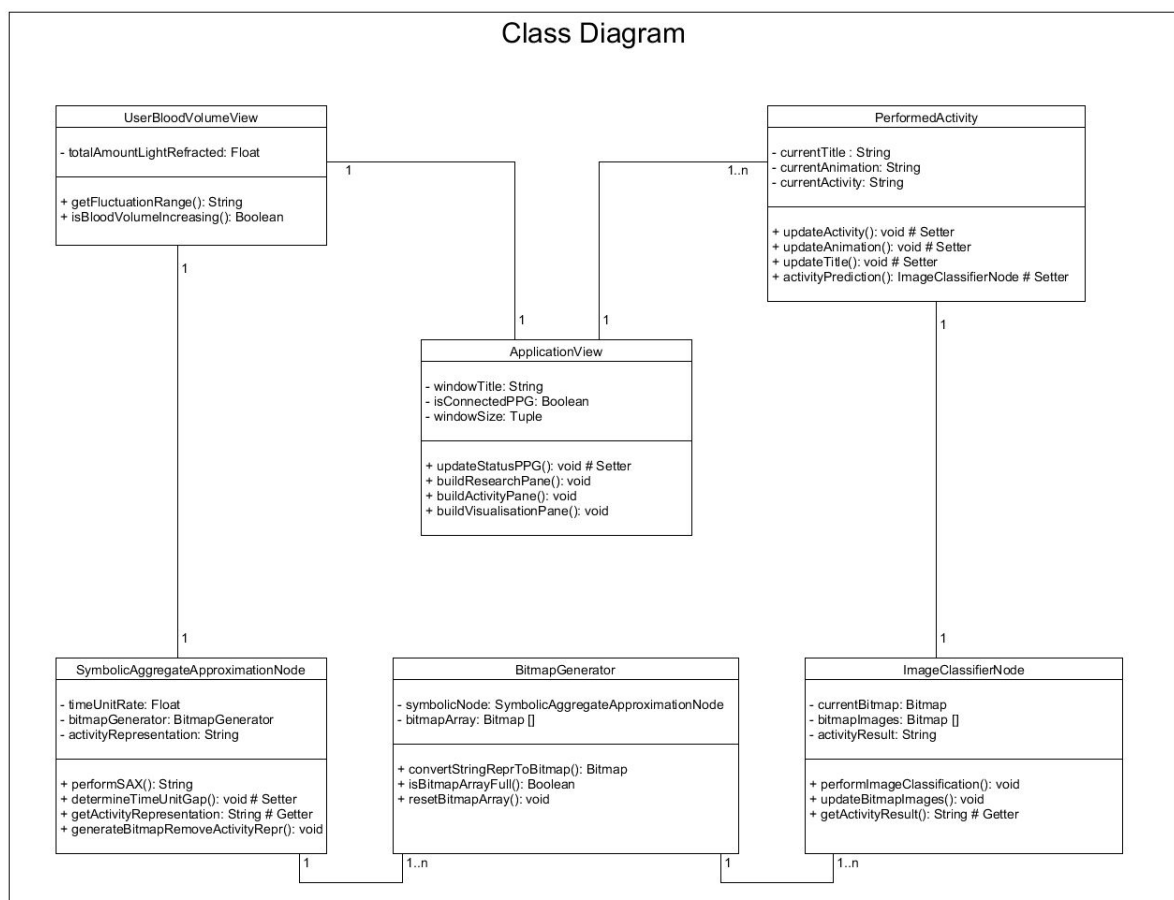 Class Diagram
UserBloodVolumeView
- totalAmountLightRefracted: Float
+ getFluctuationRange(): String
+ isBloodVolumeIncreasing(): Boolean
1
1
PerformedActivity
- currentTitle : String
- currentAnimation: String
- currentActivity: String
+ updateActivity(): void # Setter
+ updateAnimation(): void # Setter
+ updateTitle(): void # Setter
+ activityPrediction(): ImageClassifierNode # Setter
1..n
1
1
1
ApplicationView
- windowTitle: String
- isConnectedPPG: Boolean
- windowSize: Tuple
+ updateStatusPPG(): void # Setter
+ buildResearchPane(): void
+ buildActivityPane(): void
+ buildVisualisationPane(): void
1
SymbolicAggregateApproximationNode
- timeUnitRate: Float
- bitmapGenerator: BitmapGenerator
- activityRepresentation: String
+ performSAX(): String
+ determineTimeUnitGap(): void # Setter
+ getActivityRepresentation: String # Getter
+ generateBitmapRemoveActivityRepr(): void
1
BitmapGenerator
- symbolicNode: SymbolicAggregateApproximationNode
- bitmapArray: Bitmap []
+ convertStringReprToBitmap(): Bitmap
+ isBitmapArrayFull(): Boolean
+ resetBitmapArray(): void
1..n
1
1
ImageClassifierNode
- currentBitmap: Bitmap
- bitmapImages: Bitmap []
- activityResult: String
+ performImageClassification(): void
+ updateBitmapImages(): void
+ getActivityResult(): String # Getter
1..n